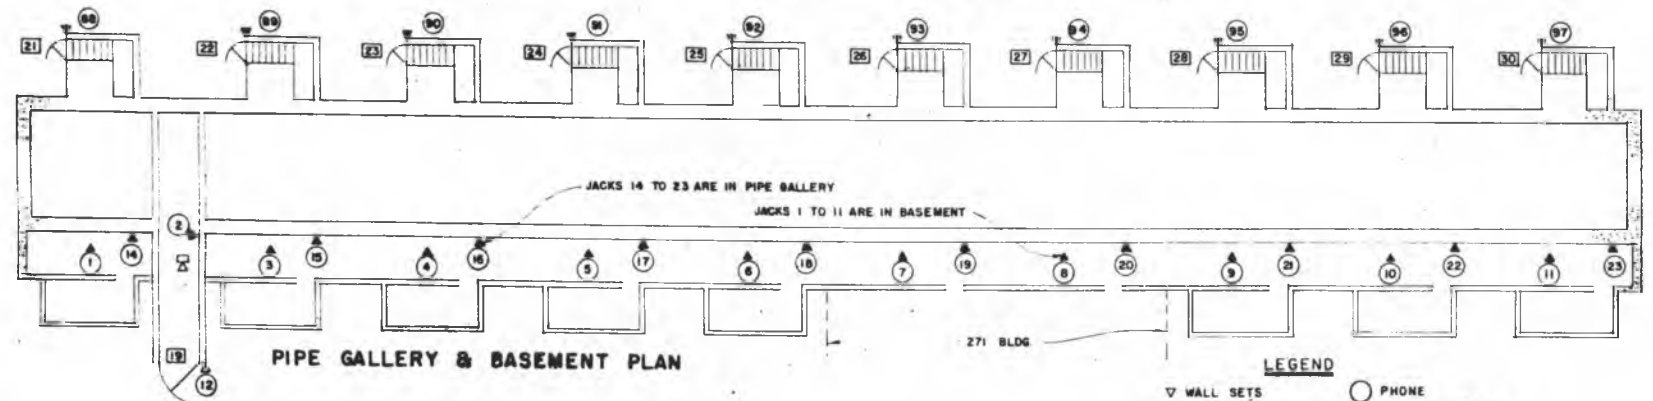 88 89 90 91 92 93 94 95 96 97
21 22 23 24 25 26 27 28 29 30
JACKS 14 TO 23 ARE IN PIPE GALLERY
JACKS 1 TO 11 ARE IN BASEMENT
2
1 14 3 15 4 16 5 17 6 18 7 19 8 20 9 21 10 22 11 23
19
12
PIPE GALLERY & BASEMENT PLAN
271 BLDG.
LEGEND
WALL SETS
PHONE